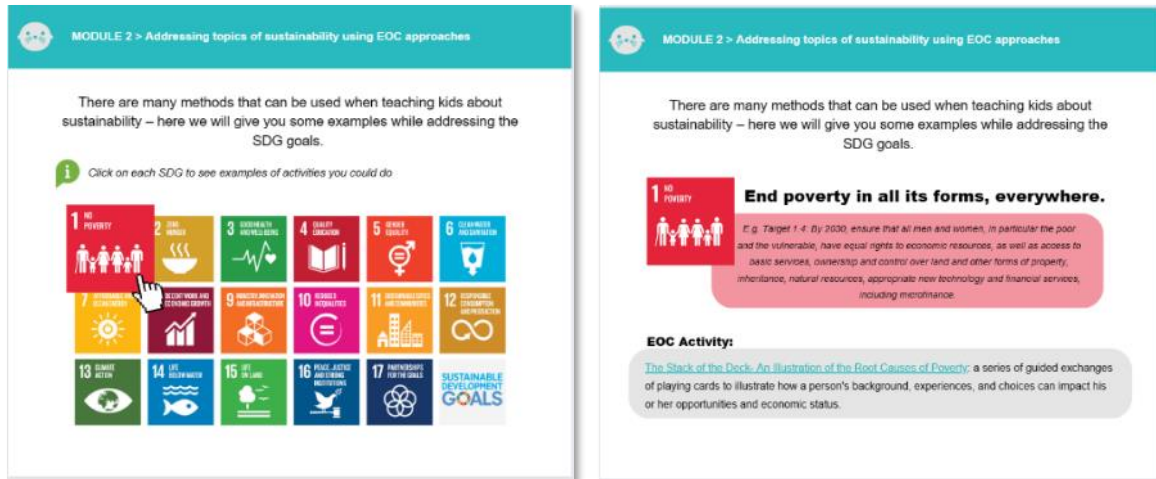 MODULE 2 > Addressing topics of sustainability using EOC approaches
There are many methods that can be used when teaching kids about
sustainability – here we will give you some examples while addressing the
SDG goals.
i Click on each SDG to see examples of activities you could do
1 NO
POVERTY
2 ZERO
HUNGER
3 GOOD HEALTH
AND WELL-BEING
4 QUALITY
EDUCATION
5 GENDER
EQUALITY
6 CLEAN WATER
AND SANITATION
7
DECENT WORK AND
ECONOMIC GROWTH
9 INDUSTRY, INNOVATION
AND INFRASTRUCTURE
10 REDUCED
INEQUALITIES
11 SUSTAINABLE CITIES
AND COMMUNITIES
12 RESPONSIBLE
CONSUMPTION
AND PRODUCTION
13 CLIMATE
ACTION
14 LIFE
BELOW WATER
15 LIFE
ON LAND
16 PEACE, JUSTICE
AND STRONG
INSTITUTIONS
17 PARTNERSHIPS
FOR THE GOALS
SUSTAINABLE
DEVELOPMENT
GOALS
MODULE 2 > Addressing topics of sustainability using EOC approaches
There are many methods that can be used when teaching kids about
sustainability – here we will give you some examples while addressing the
SDG goals.
1 NO
POVERTY
End poverty in all its forms, everywhere.
E.g. Target 1.4: By 2030, ensure that all men and women, in particular the poor
and the vulnerable, have equal rights to economic resources, as well as access to
basic services, ownership and control over land and other forms of property,
inheritance, natural resources, appropriate new technology and financial services,
including microfinance.
EOC Activity:
The Stack of the Deck- An Illustration of the Root Causes of Poverty: a series of guided exchanges
of playing cards to illustrate how a person's background, experiences, and choices can impact his
or her opportunities and economic status.